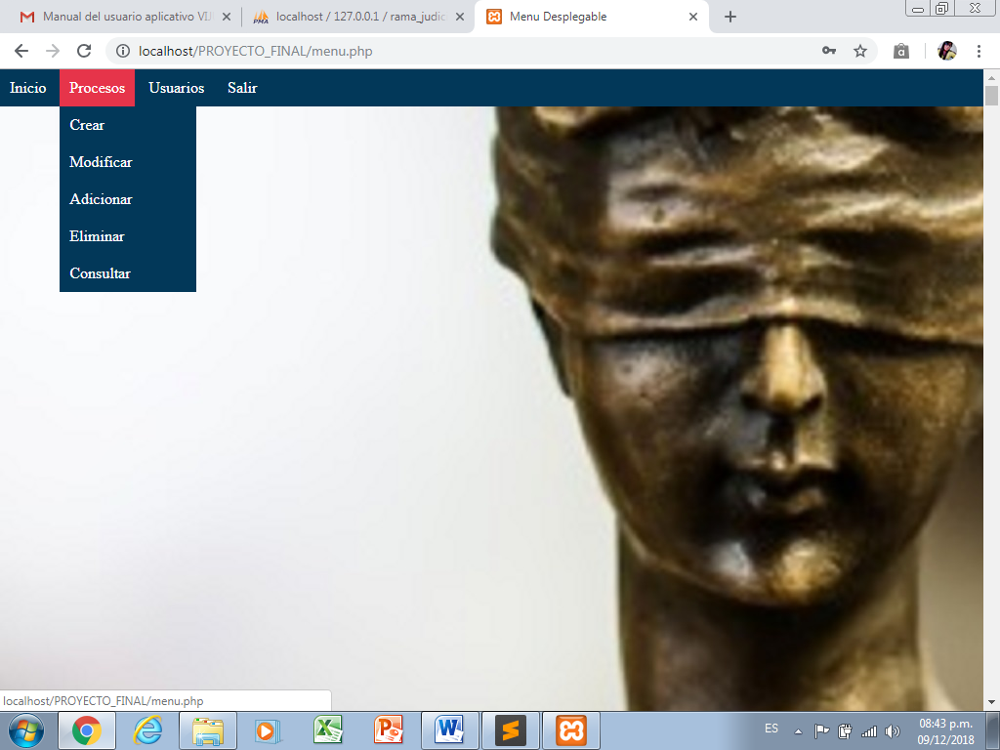 Manual del usuario aplicativo VI
localhost / 127.0.0.1 / rama_judic
Menu Desplegable
localhost/PROYECTO_FINAL/menu.php
Inicio Procesos Usuarios Salir
Crear
Modificar
Adicionar
Eliminar
Consultar
localhost/PROYECTO_FINAL/menu.php
ES
08:43 p.m.
09/12/2018